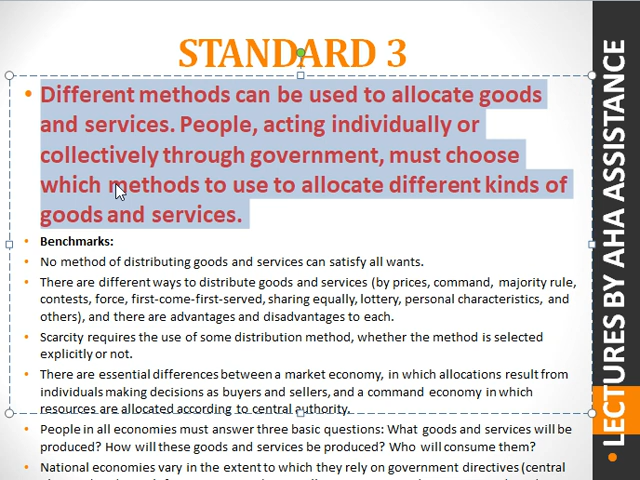 STANDARD 3
• Different methods can be used to allocate goods
and services. People, acting individually or
collectively through government, must choose
which methods to use to allocate different kinds of
goods and services.
• Benchmarks:
• No method of distributing goods and services can satisfy all wants.
• There are different ways to distribute goods and services (by prices, command, majority rule,
contests, force, first-come-first-served, sharing equally, lottery, personal characteristics, and
others), and there are advantages and disadvantages to each.
• Scarcity requires the use of some distribution method, whether the method is selected
explicitly or not.
• There are essential differences between a market economy, in which allocations result from
individuals making decisions as buyers and sellers, and a command economy in which
resources are allocated according to central authority.
• People in all economies must answer three basic questions: What goods and services will be
produced? How will these goods and services be produced? Who will consume them?
• National economies vary in the extent to which they rely on government directives (central
• LECTURES BY AHA ASSISTANCE